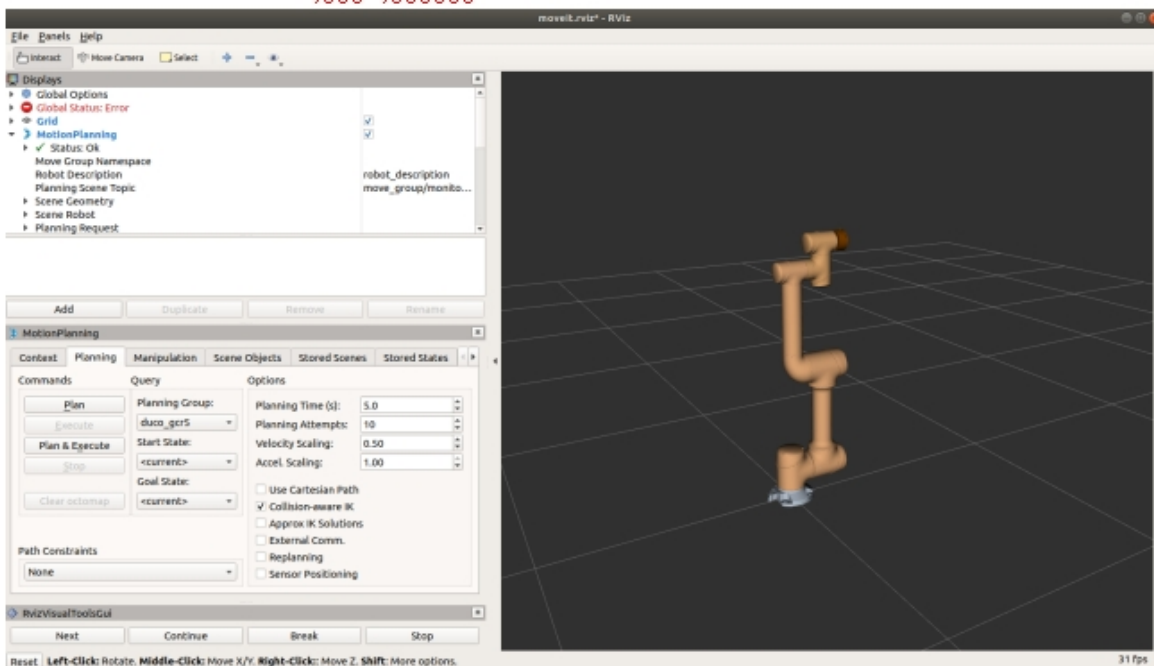 moveit.rviz* - RViz
File Panels Help
Interact Move Camera Select
Displays
Global Options
Global Status: Error
Grid
MotionPlanning
Status: Ok
Move Group Namespace
Robot Description robot_description
Planning Scene Topic move_group/monito...
Scene Geometry
Scene Robot
Planning Request
Add Duplicate Remove Rename
MotionPlanning
Context Planning Manipulation Scene Objects Stored Scenes Stored States
Commands Query Options
Plan Planning Group: Planning Time (s): 5.0
Execute duco_gcr5 Planning Attempts: 10
Plan & Execute Start State: Velocity Scaling: 0.50
Stop <current> Accel. Scaling: 1.00
Goal State:
Clear octomap <current> Use Cartesian Path
Collision-aware IK
Approx IK Solutions
External Comm.
Path Constraints Replanning
None Sensor Positioning
RvizVisualToolsGui
Next Continue Break Stop
Reset Left-Click: Rotate. Middle-Click: Move X/Y. Right-Click:: Move Z. Shift: More options. 31 fps